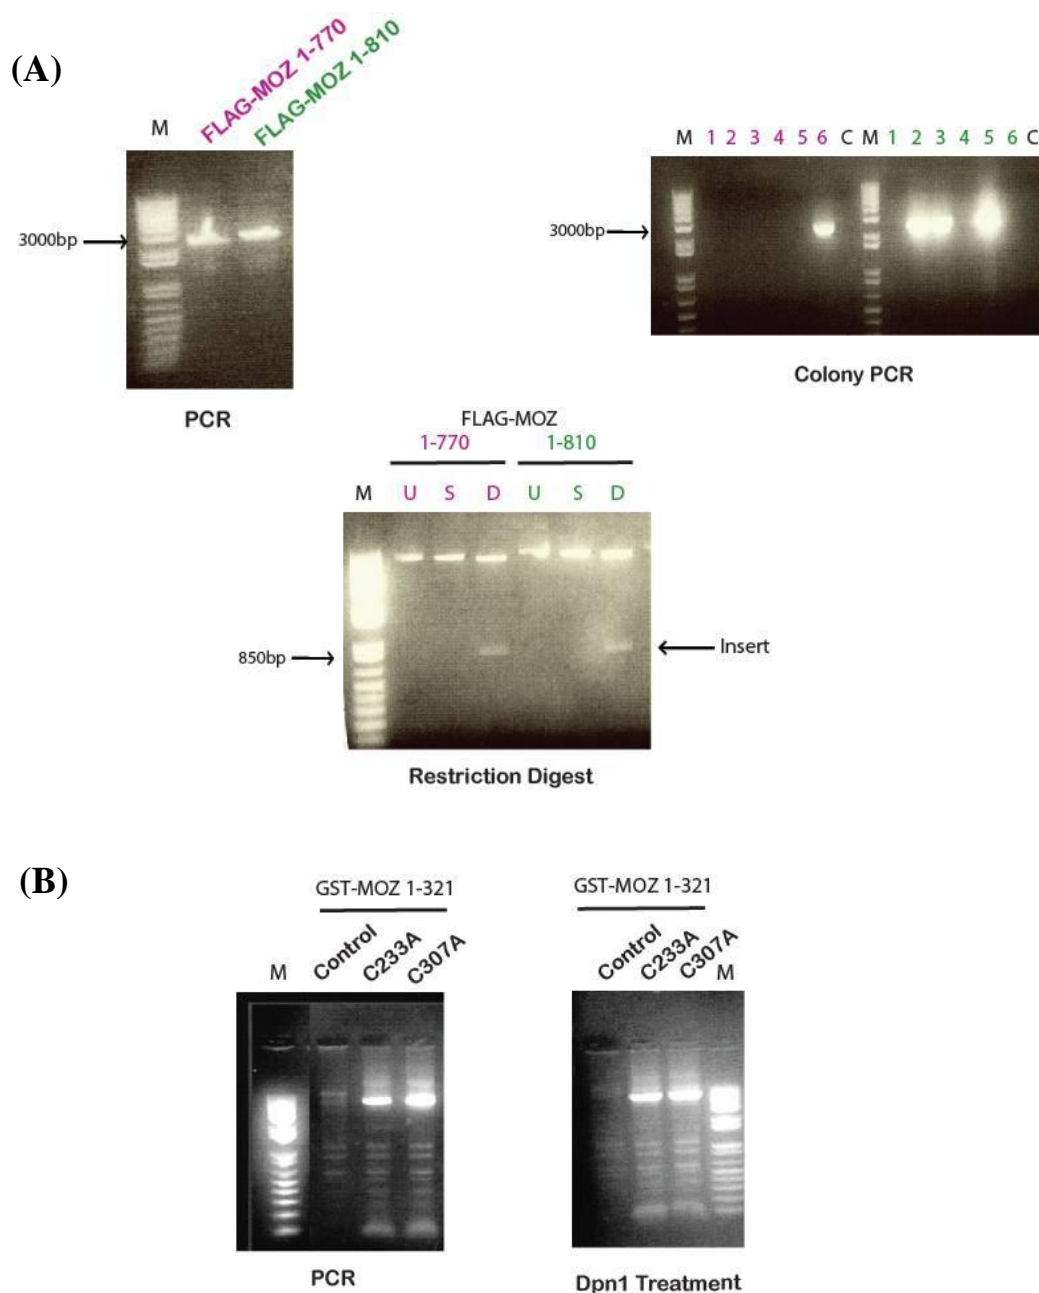 (A)
M FLAG-MOZ 1-770 FLAG-MOZ 1-810
3000bp
PCR
M 1 2 3 4 5 6 C M 1 2 3 4 5 6 C
3000bp
Colony PCR
FLAG-MOZ
1-770 1-810
M U S D U S D
850bp
Insert
Restriction Digest
(B)
GST-MOZ 1-321
M Control C233A C307A
PCR
GST-MOZ 1-321
Control C233A C307A M
Dpn1 Treatment